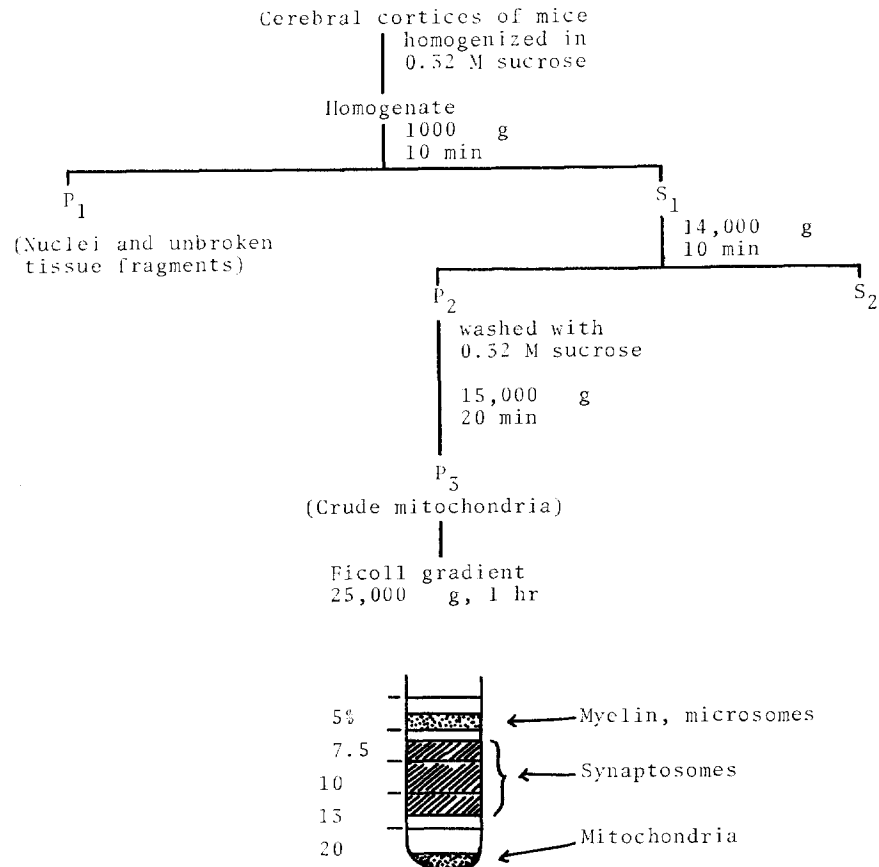 Cerebral cortices of mice
homogenized in
0.32 M sucrose
Homogenate
1000 g
10 min
P1
S1
(Nuclei and unbroken
tissue fragments)
14,000 g
10 min
P2
S2
washed with
0.32 M sucrose
15,000 g
20 min
P3
(Crude mitochondria)
Ficoll gradient
25,000 g, 1 hr
5%
Myelin, microsomes
7.5
Synaptosomes
10
13
Mitochondria
20